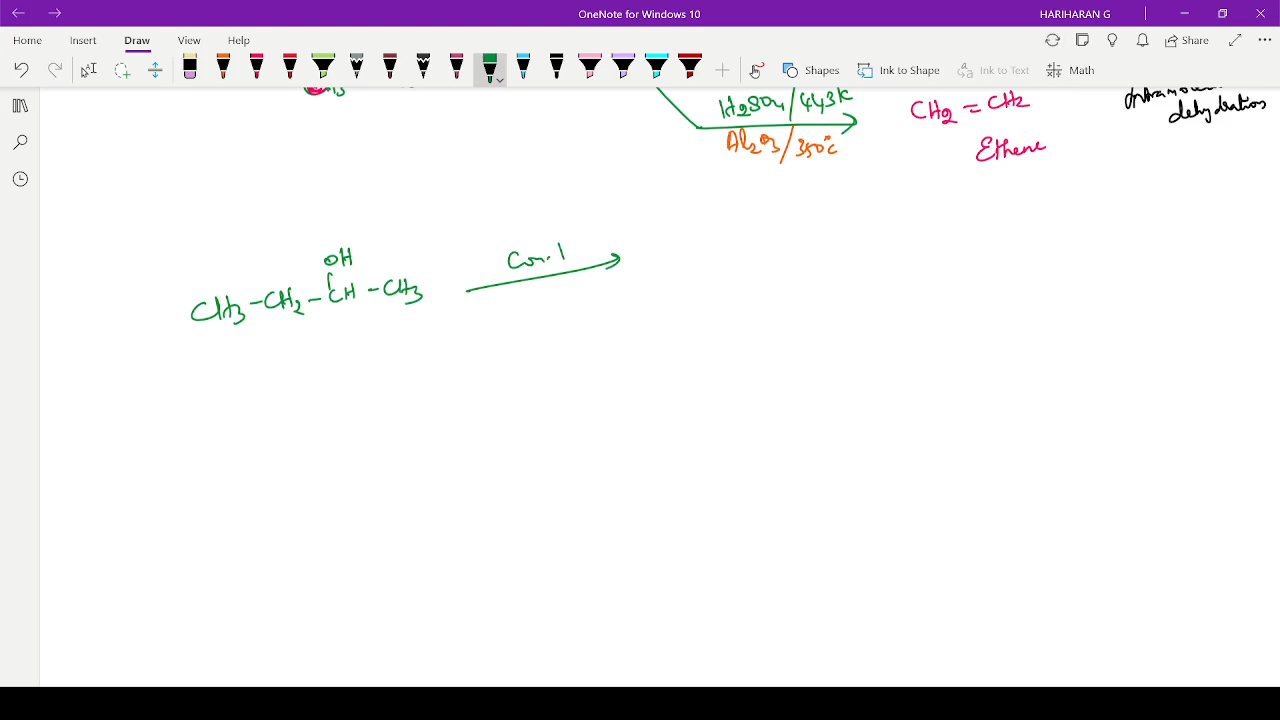 OneNote for Windows 10
HARIHARAN G
Home Insert Draw View Help
Share
Shapes Ink to Shape Ink to Text Math
H2SO4/443K
Al2O3/350°C
CH2 = CH2
Ethene
dehydration
OH
CH3-CH2-CH-CH3
Con.